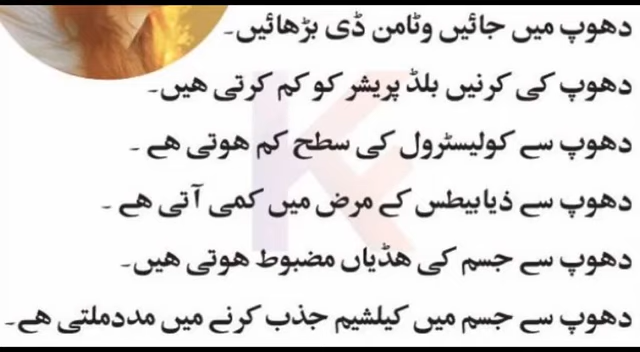 دھوپ میں جائیں وٹامن ڈی بڑھائیں۔
دھوپ کی کرنیں بلڈ پریشر کو کم کرتی ھیں۔
دھوپ سے کولیسٹرول کی سطح کم ھوتی ھے ۔
دھوپ سے ذیابیطس کے مرض میں کمی آتی ھے ۔
دھوپ سے جسم کی ھڈیاں مضبوط ھوتی ھیں۔
دھوپ سے جسم میں کیلشیم جذب کرنے میں مددملتی ھے۔